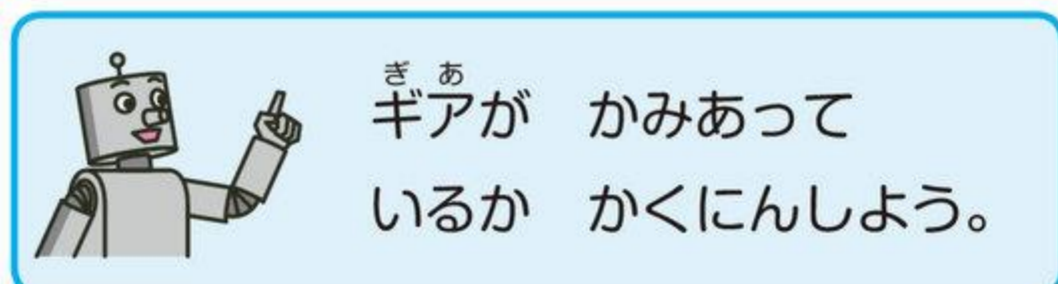 ぎ あ
ギアが　かみあって
いるか　かくにんしよう。